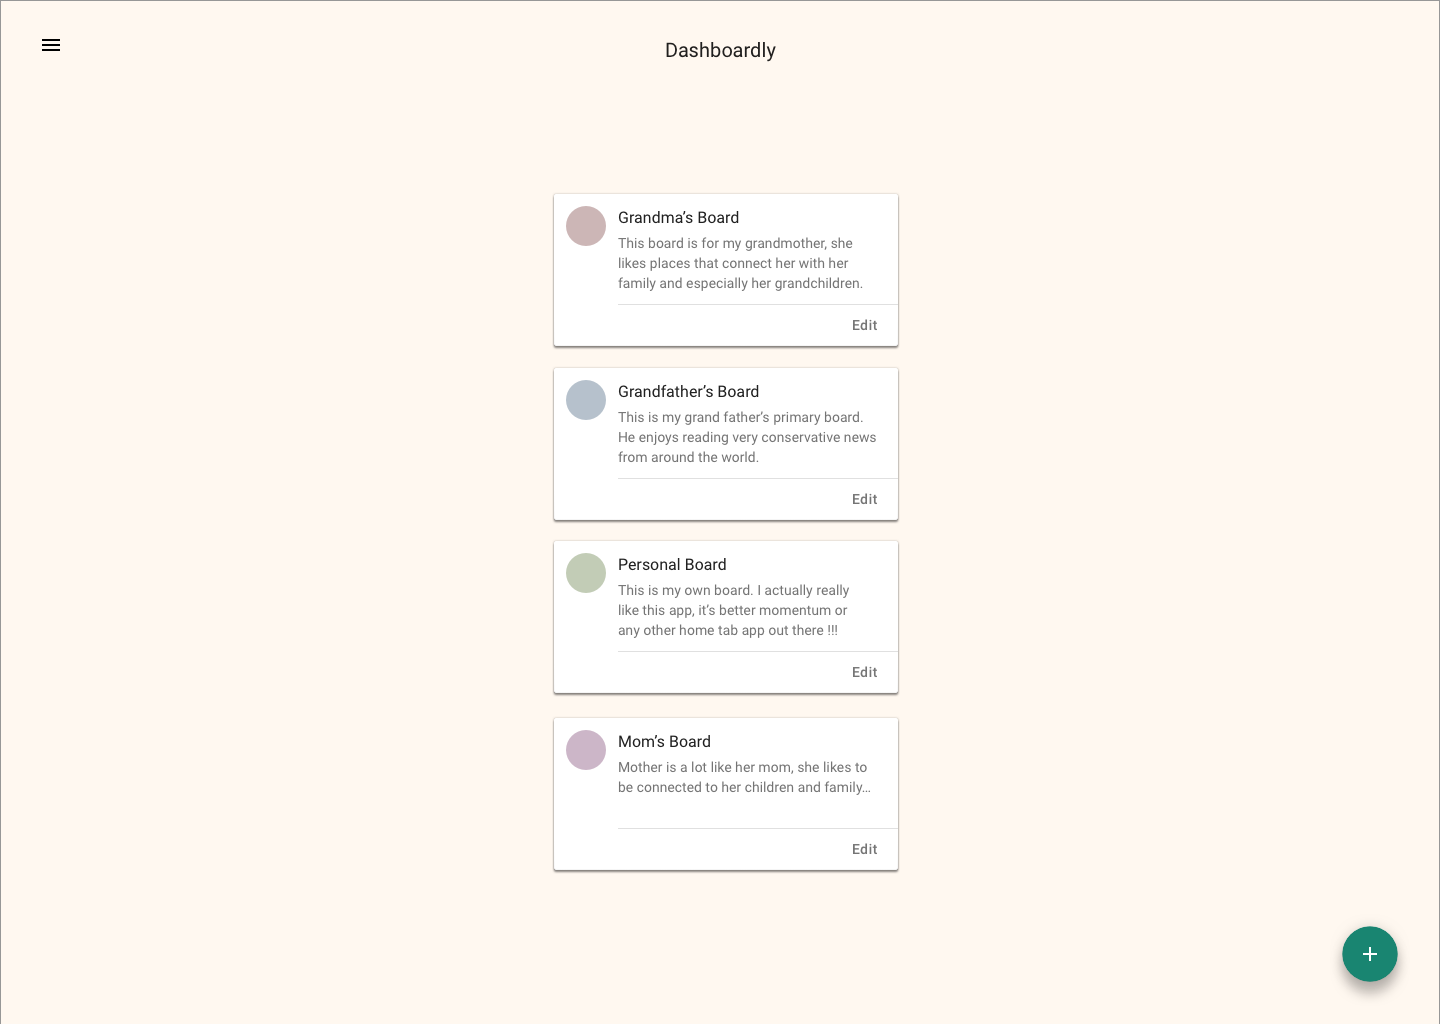 Dashboardly
Grandma’s Board
This board is for my grandmother, she
likes places that connect her with her
family and especially her grandchildren.
Edit
Grandfather’s Board
This is my grand father’s primary board.
He enjoys reading very conservative news
from around the world.
Edit
Personal Board
This is my own board. I actually really
like this app, it’s better momentum or
any other home tab app out there !!!
Edit
Mom’s Board
Mother is a lot like her mom, she likes to
be connected to her children and family…
Edit